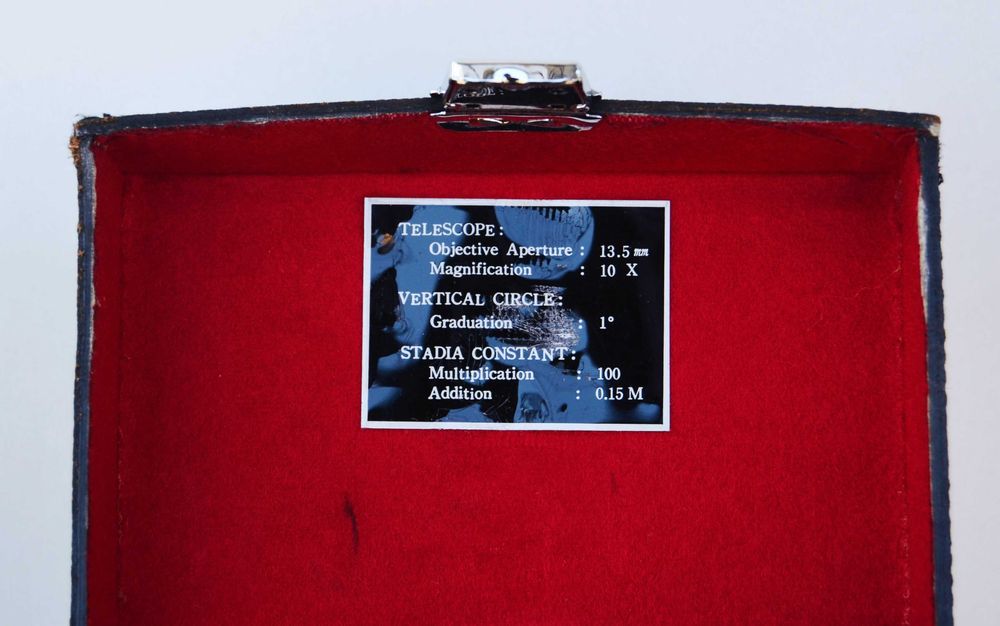 TELESCOPE:
Objective Aperture : 13.5 mm
Magnification : 10 X
VERTICAL CIRCLE:
Graduation : 1°
STADIA CONSTANT:
Multiplication : 100
Addition : 0.15 M